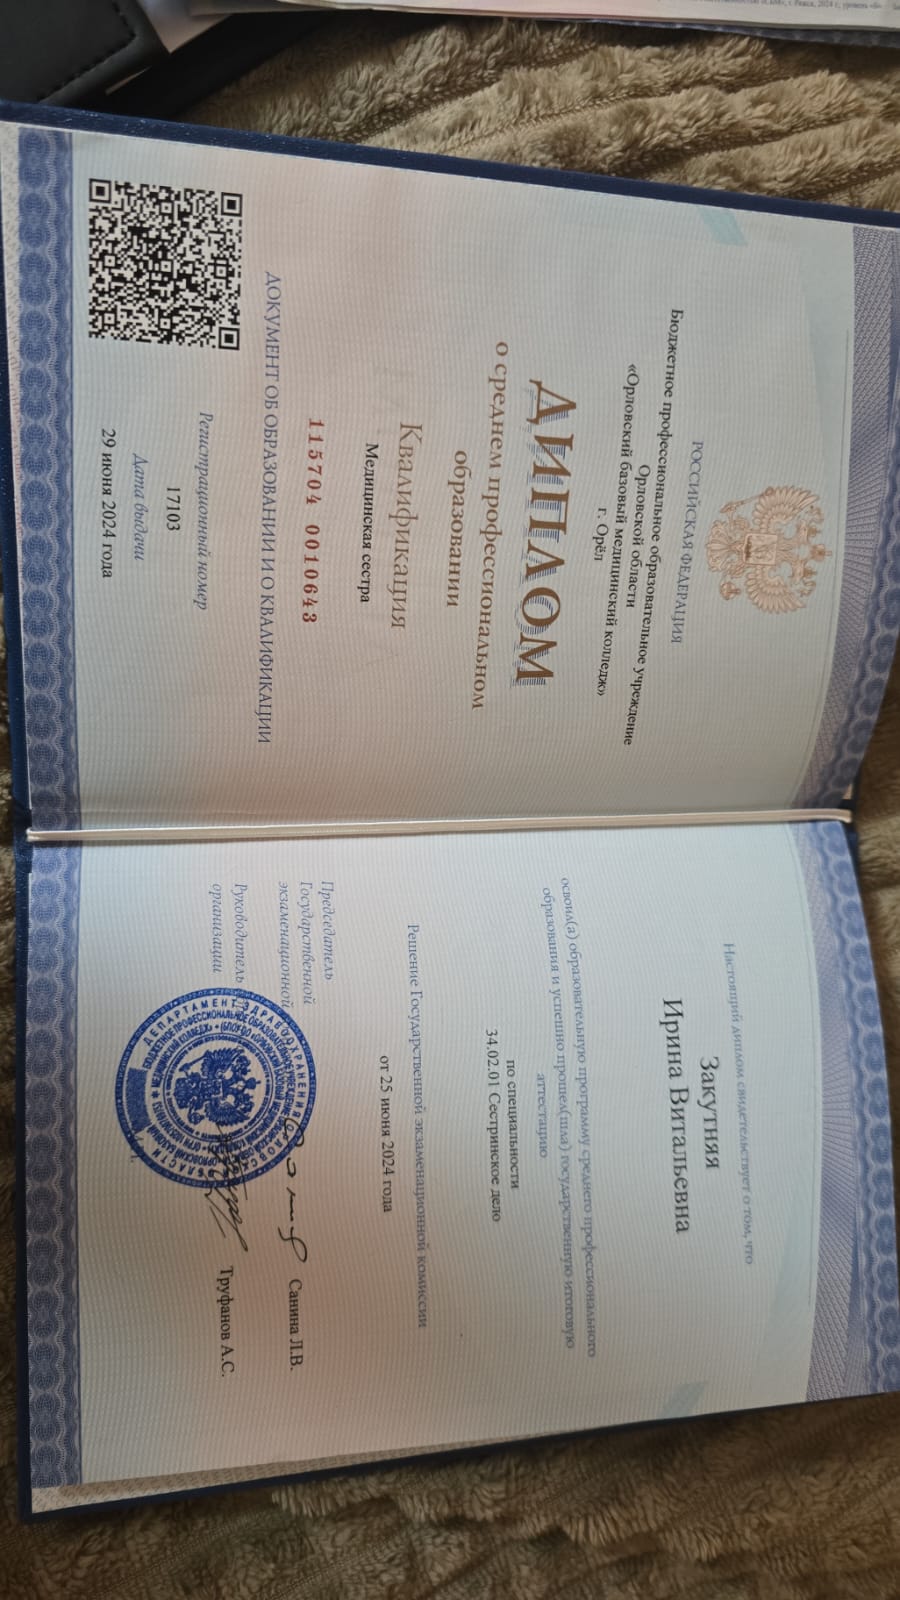 РОССИЙСКАЯ ФЕДЕРАЦИЯ
Бюджетное профессиональное образовательное учреждение
Орловской области
«Орловский базовый медицинский колледж»
г. Орёл
ДИПЛОМ
о среднем профессиональном
образовании
Квалификация
Медицинская сестра
115704 0010643
ДОКУМЕНТ ОБ ОБРАЗОВАНИИ И О КВАЛИФИКАЦИИ
Регистрационный номер
17103
Дата выдачи
29 июня 2024 года
Настоящий диплом свидетельствует о том, что
Закутняя
Ирина Витальевна
освоил(а) образовательную программу среднего профессионального
образования и успешно прошел(шла) государственную итоговую
аттестацию
по специальности
34.02.01 Сестринское дело
Решение Государственной экзаменационной комиссии
от 25 июня 2024 года
Председатель
Государственной
экзаменационной
Санина Л.В.
Руководитель
организации
Труфанов А.С.
ДЕПАРТАМЕНТ ЗДРАВООХРАНЕНИЯ ОРЛОВСКОЙ ОБЛАСТИ